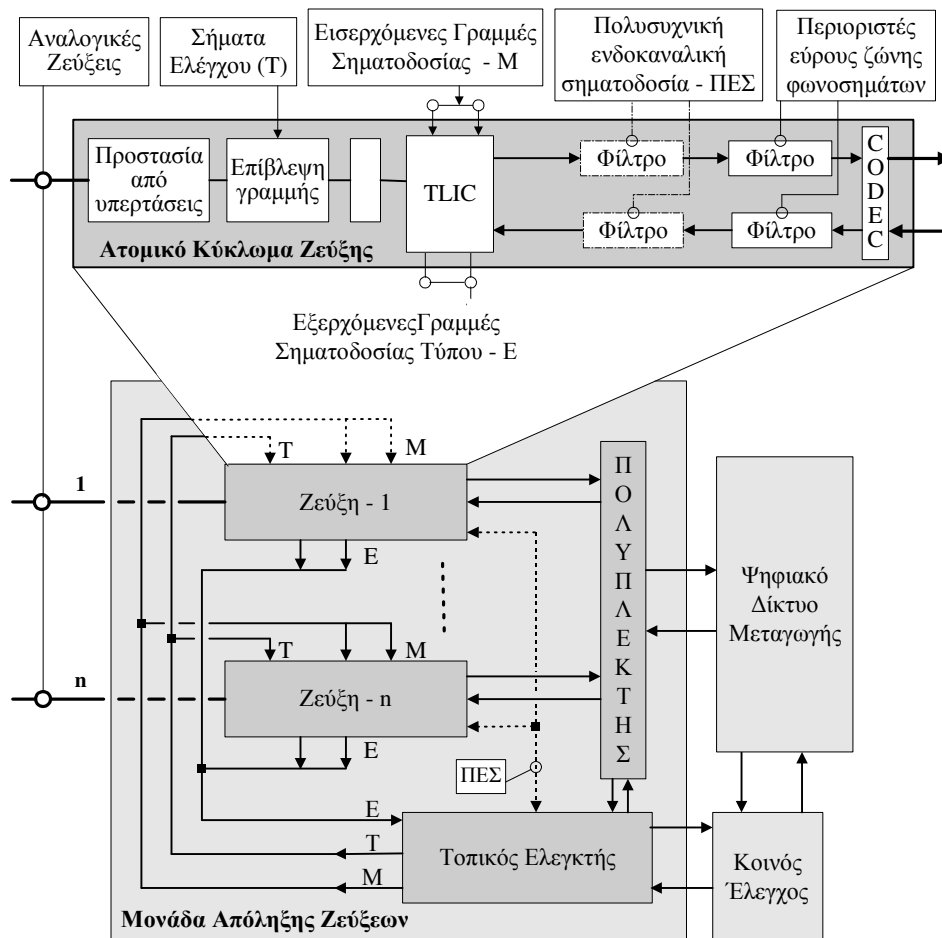 Αναλογικές
Ζεύξεις
Σήματα
Ελέγχου (Τ)
Εισερχόμενες Γραμμές
Σηματοδοσίας - Μ
Πολυσυχνική
ενδοκαναλική
σηματοδοσία - ΠΕΣ
Περιοριστές
εύρους ζώνης
φωνοσημάτων
Προστασία
από
υπερτάσεις
Επίβλεψη
γραμμής
TLIC
Φίλτρο
Φίλτρο
Φίλτρο
Φίλτρο
C
O
D
E
C
Ατομικό Κύκλωμα Ζεύξης
ΕξερχόμενεςΓραμμές
Σηματοδοσίας Τύπου - Ε
Τ
Μ
1
Ζεύξη - 1
Ε
Τ
Μ
n
Ζεύξη - n
Ε
Π
Ο
Λ
Υ
Π
Λ
Ε
Κ
Τ
Η
Σ
Ψηφιακό
Δίκτυο
Μεταγωγής
ΠΕΣ
Ε
Τ
Μ
Τοπικός Ελεγκτής
Κοινός
Έλεγχος
Μονάδα Απόληξης Ζεύξεων